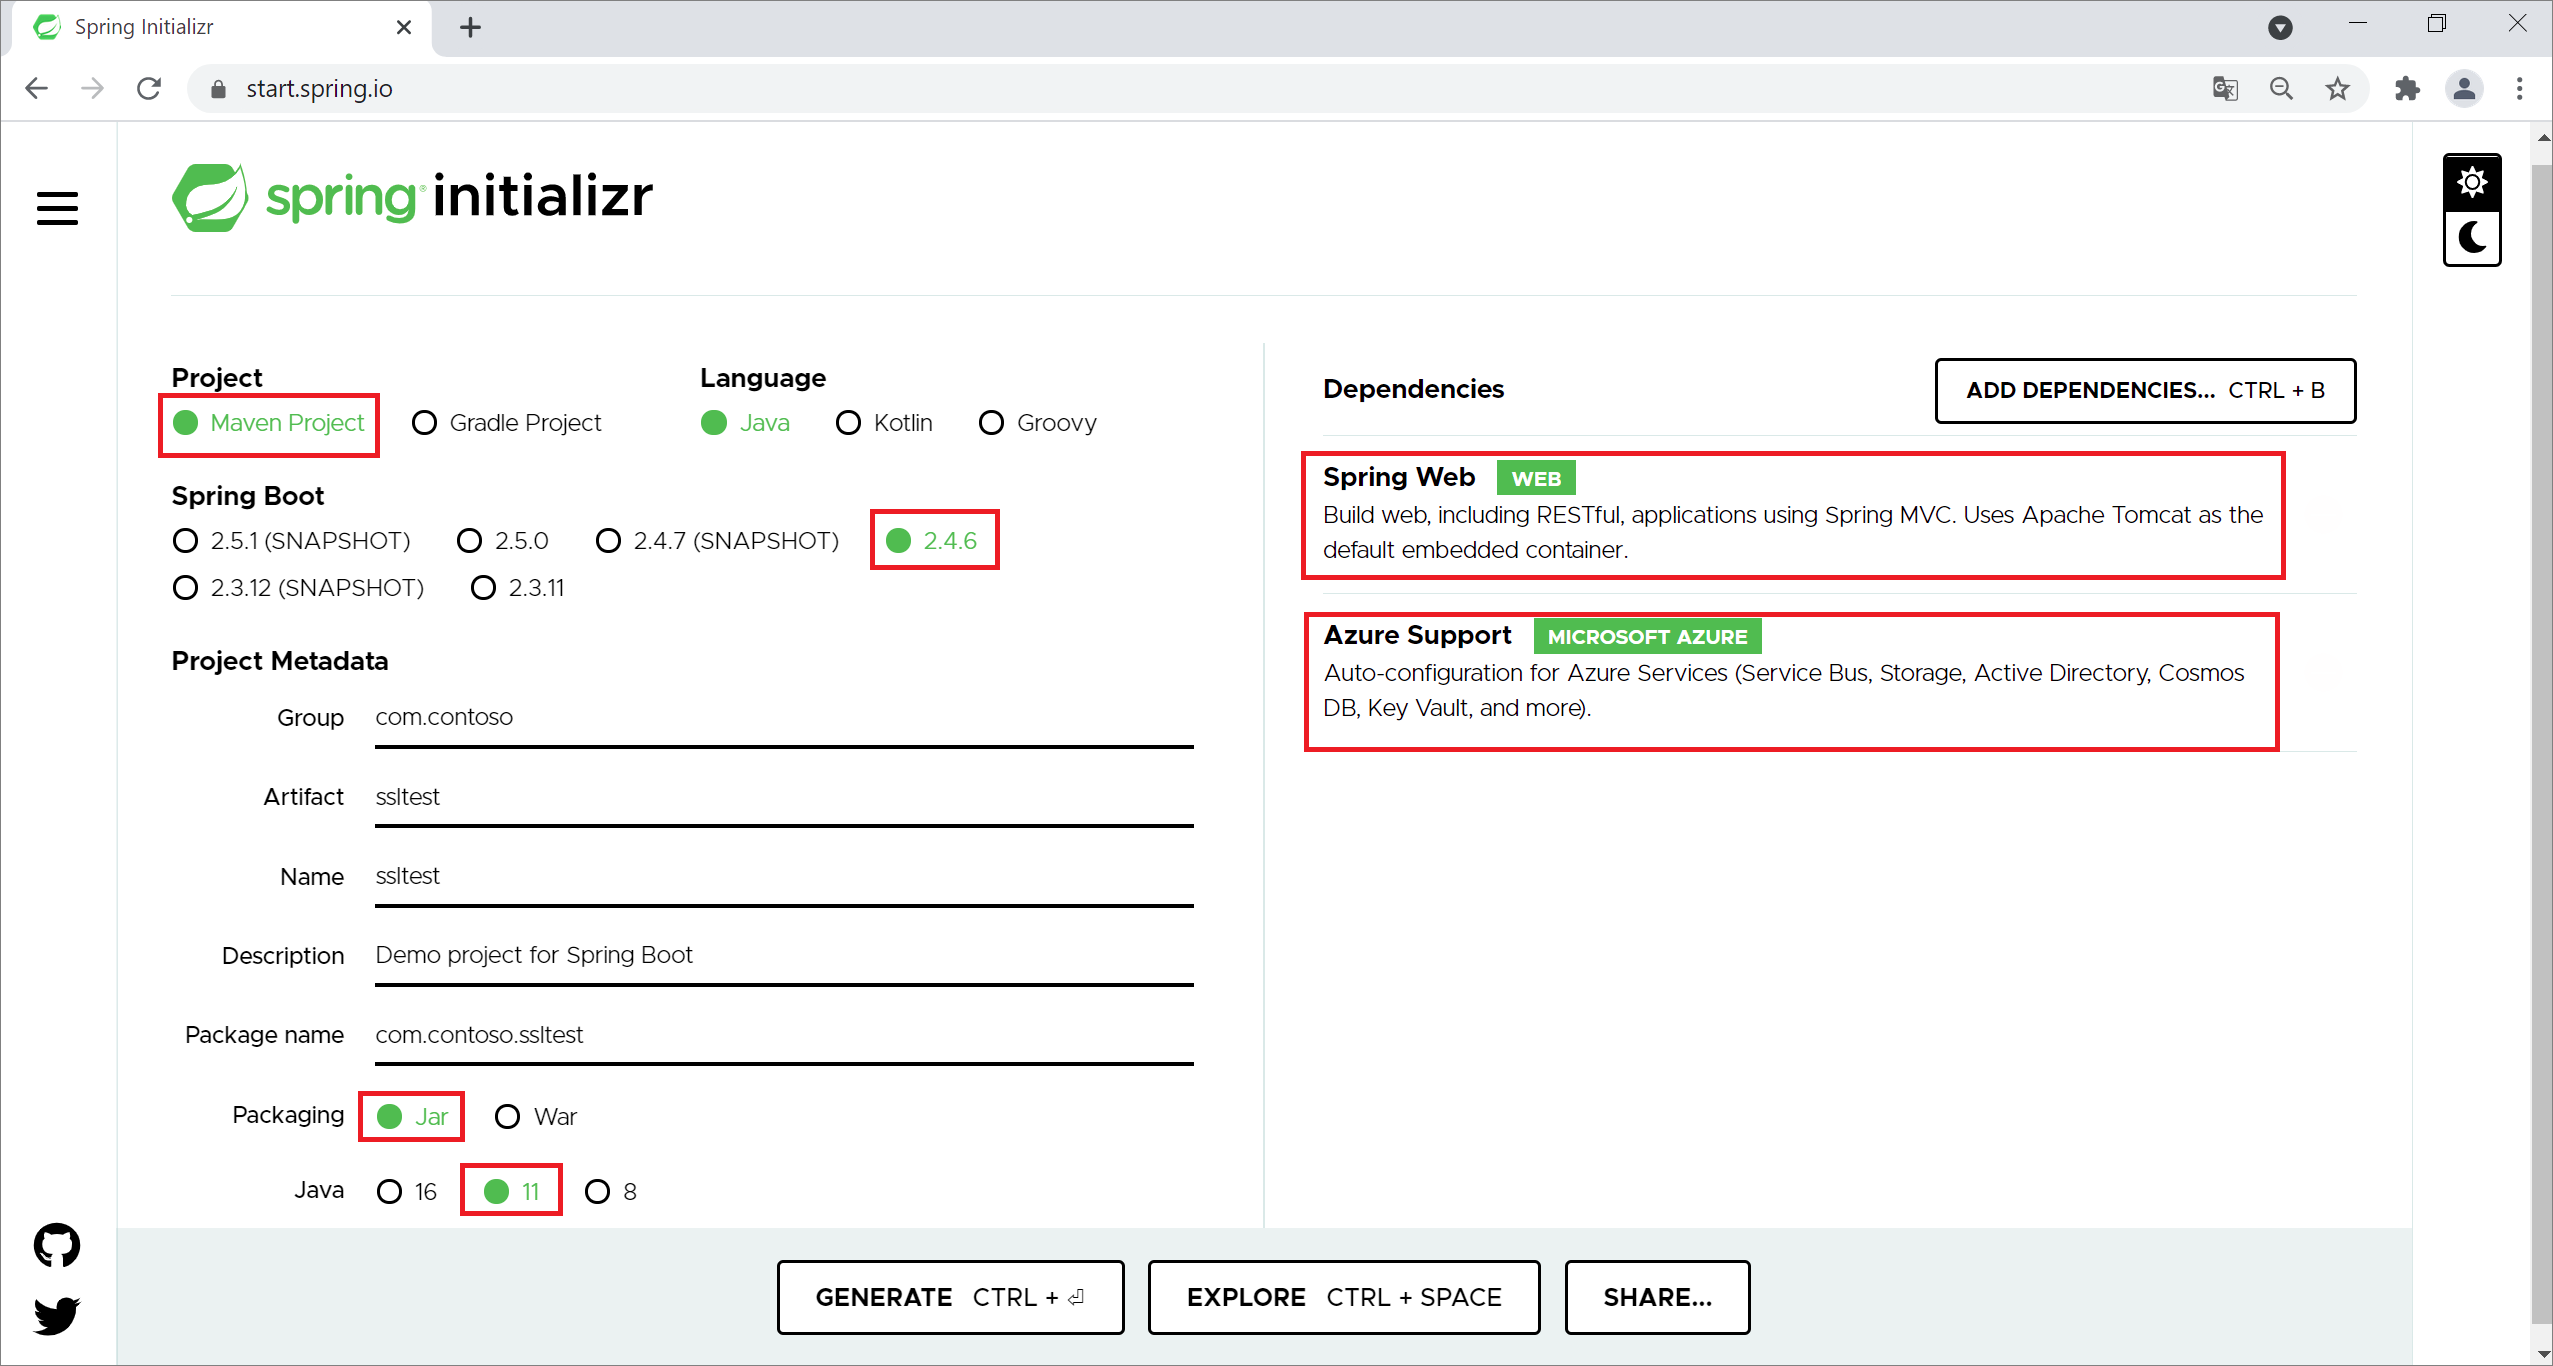 Spring Initializr
start.spring.io
spring initializr
Project
Maven Project Gradle Project
Language
Java Kotlin Groovy
Spring Boot
2.5.1 (SNAPSHOT) 2.5.0 2.4.7 (SNAPSHOT) 2.4.6
2.3.12 (SNAPSHOT) 2.3.11
Project Metadata
Group com.contoso
Artifact ssltest
Name ssltest
Description Demo project for Spring Boot
Package name com.contoso.ssltest
Packaging Jar War
Java 16 11 8
Dependencies
ADD DEPENDENCIES... CTRL + B
Spring Web WEB
Build web, including RESTful, applications using Spring MVC. Uses Apache Tomcat as the
default embedded container.
Azure Support MICROSOFT AZURE
Auto-configuration for Azure Services (Service Bus, Storage, Active Directory, Cosmos
DB, Key Vault, and more).
GENERATE CTRL + ⏎
EXPLORE CTRL + SPACE
SHARE...